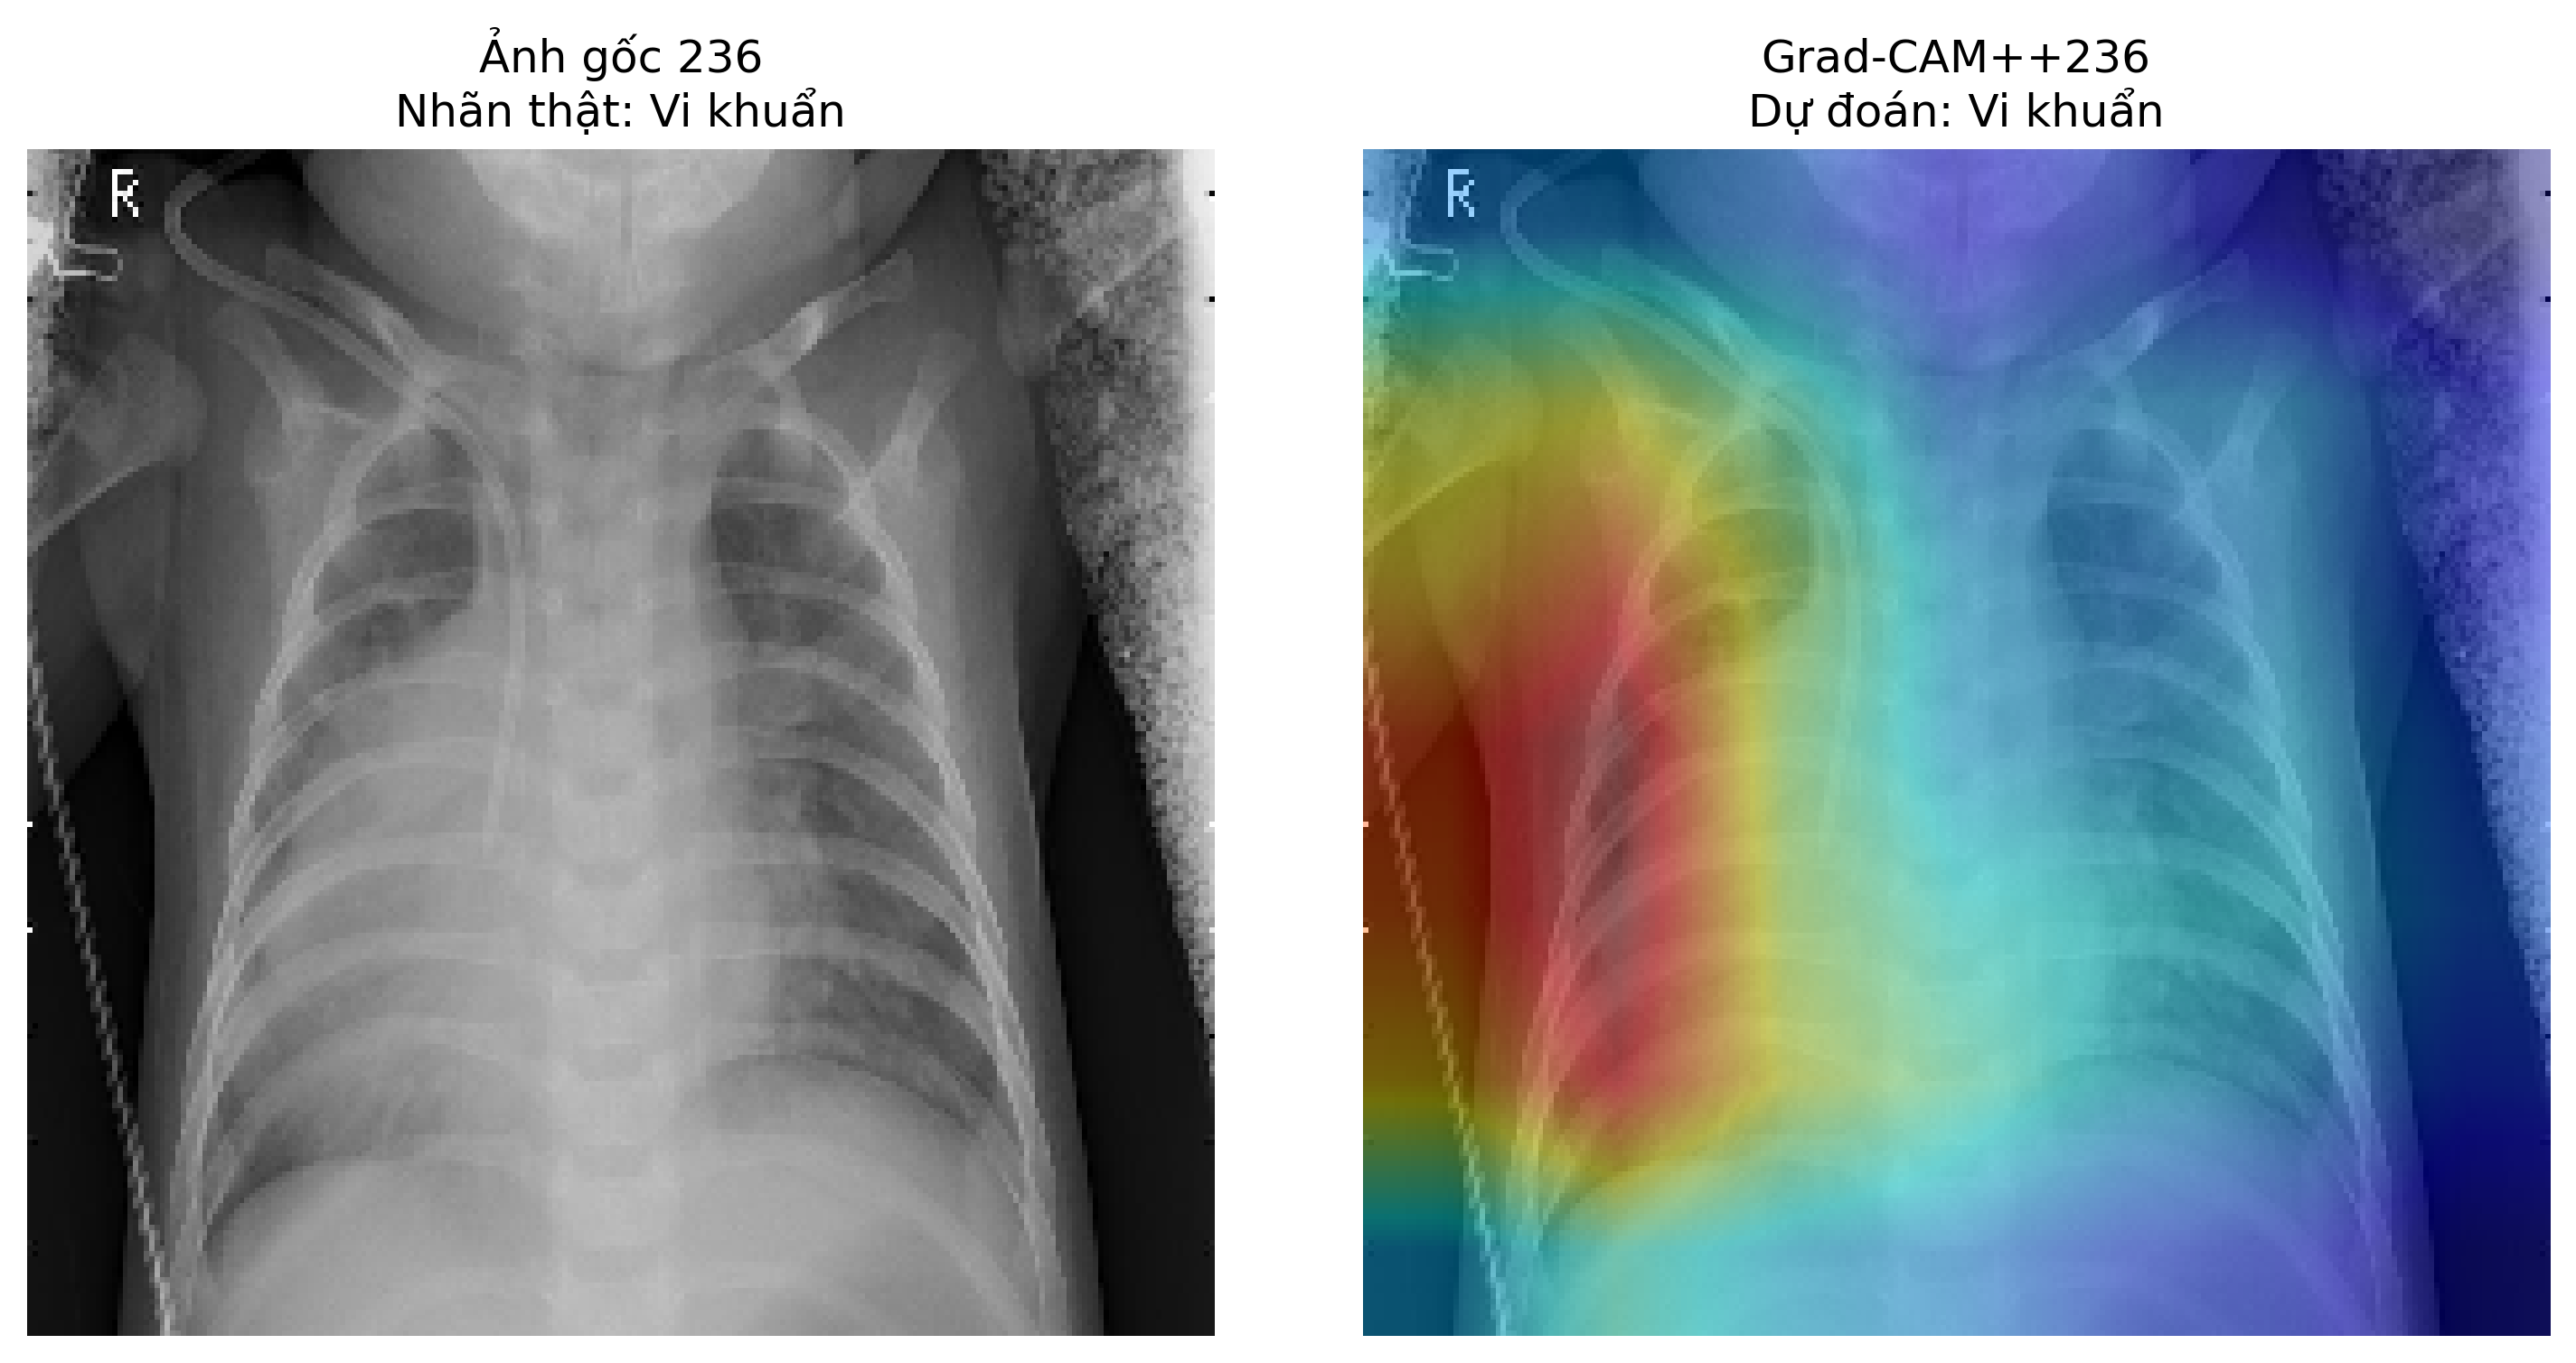 Ảnh gốc 236
Nhãn thật: Vi khuẩn
R
Grad-CAM++236
Dự đoán: Vi khuẩn
R